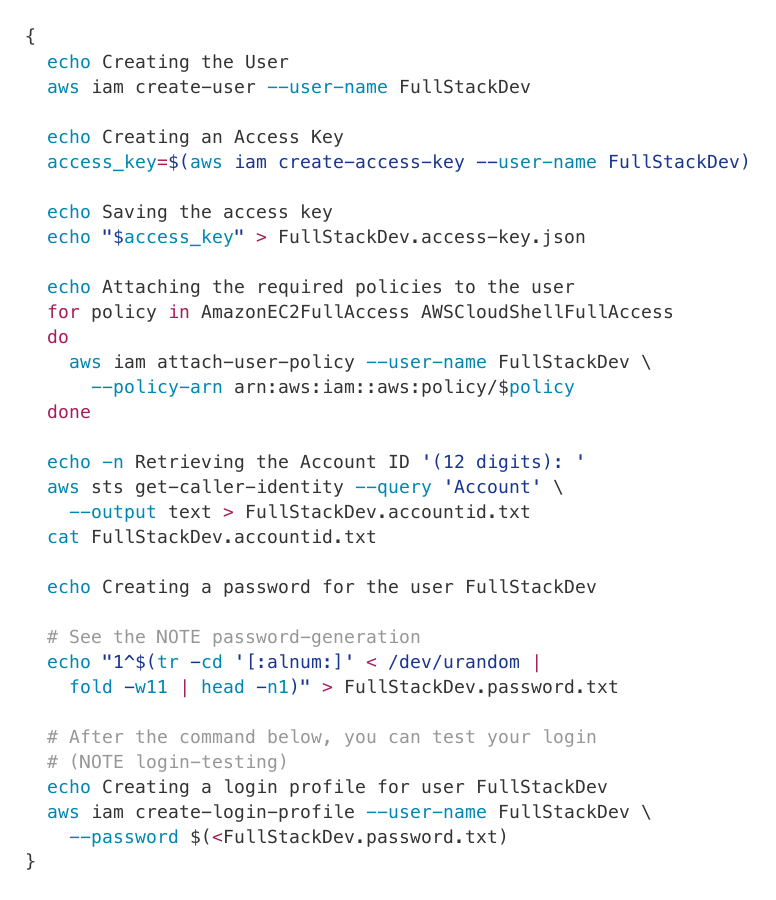 {
  echo Creating the User
  aws iam create-user --user-name FullStackDev

  echo Creating an Access Key
  access_key=$(aws iam create-access-key --user-name FullStackDev)

  echo Saving the access key
  echo "$access_key" > FullStackDev.access-key.json

  echo Attaching the required policies to the user
  for policy in AmazonEC2FullAccess AWSCloudShellFullAccess
  do
    aws iam attach-user-policy --user-name FullStackDev \
      --policy-arn arn:aws:iam::aws:policy/$policy
  done

  echo -n Retrieving the Account ID '(12 digits): '
  aws sts get-caller-identity --query 'Account' \
    --output text > FullStackDev.accountid.txt
  cat FullStackDev.accountid.txt

  echo Creating a password for the user FullStackDev

  # See the NOTE password-generation
  echo "1^$(tr -cd '[:alnum:]' < /dev/urandom |
    fold -w11 | head -n1)" > FullStackDev.password.txt

  # After the command below, you can test your login
  # (NOTE login-testing)
  echo Creating a login profile for user FullStackDev
  aws iam create-login-profile --user-name FullStackDev \
    --password $(<FullStackDev.password.txt)
}